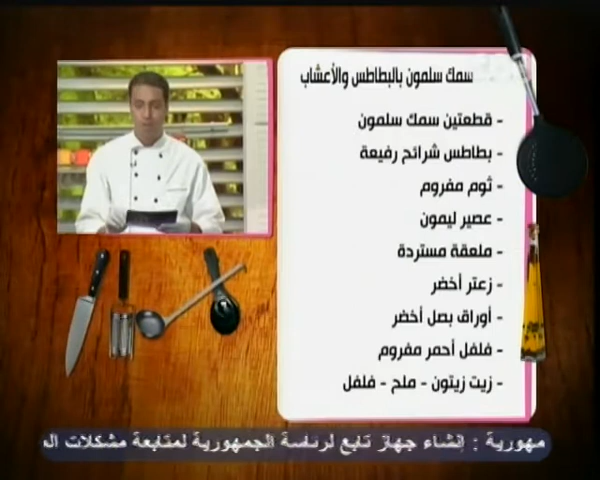 سمك سلمون بالبطاطس والأعشاب
- قطعتين سمك سلمون
- بطاطس شرائح رفيعة
- ثوم مفروم
- عصير ليمون
- ملعقة مستردة
- زعتر أخضر
- أوراق بصل أخضر
- فلفل أحمر مفروم
- زيت زيتون - ملح - فلفل
مهورية : إنشاء جهاز تابع لرئاسة الجمهورية لمتابعة مشكلات الم